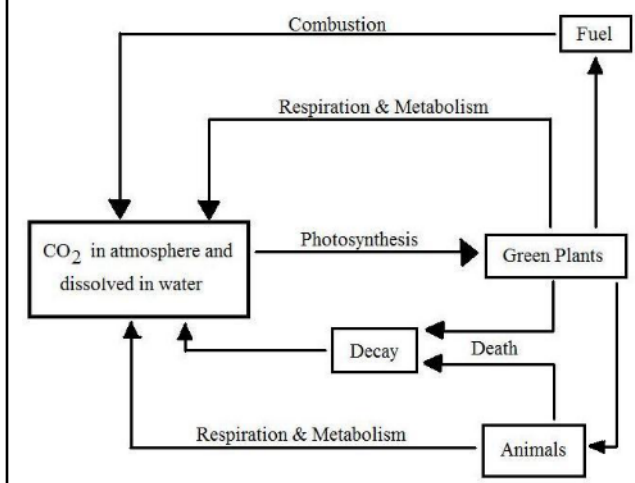 Combustion
Fuel
Respiration & Metabolism
CO2 in atmosphere and
dissolved in water
Photosynthesis
Green Plants
Decay
Death
Respiration & Metabolism
Animals